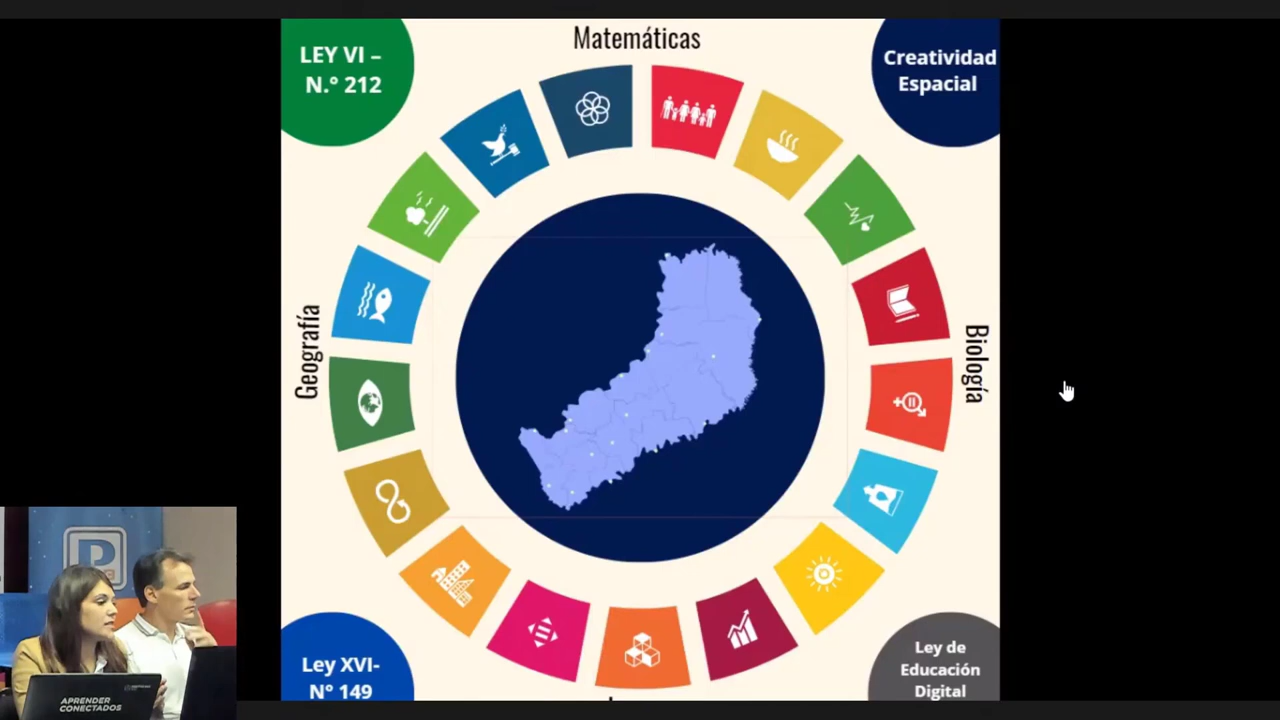 LEY VI –
N.° 212
Matemáticas
Creatividad
Espacial
Geografía
Biología
Ley XVI-
N° 149
Ley de
Educación
Digital
P
APRENDER
CONECTADOS